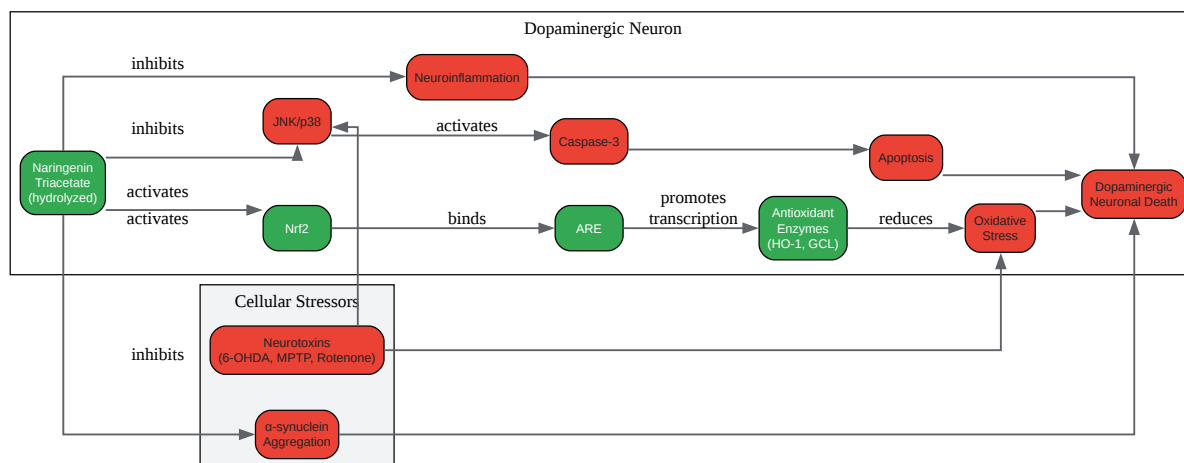 Dopaminergic Neuron
inhibits
Neuroinflammation
JNK/p38
inhibits
activates
Caspase-3
Apoptosis
Naringenin
Triacetate
(hydrolyzed)
activates
activates
Nrf2
binds
ARE
promotes
transcription
Antioxidant
Enzymes
(HO-1, GCL)
reduces
Oxidative
Stress
Dopaminergic
Neuronal Death
Cellular Stressors
Neurotoxins
(6-OHDA, MPTP, Rotenone)
inhibits
α-synuclein
Aggregation